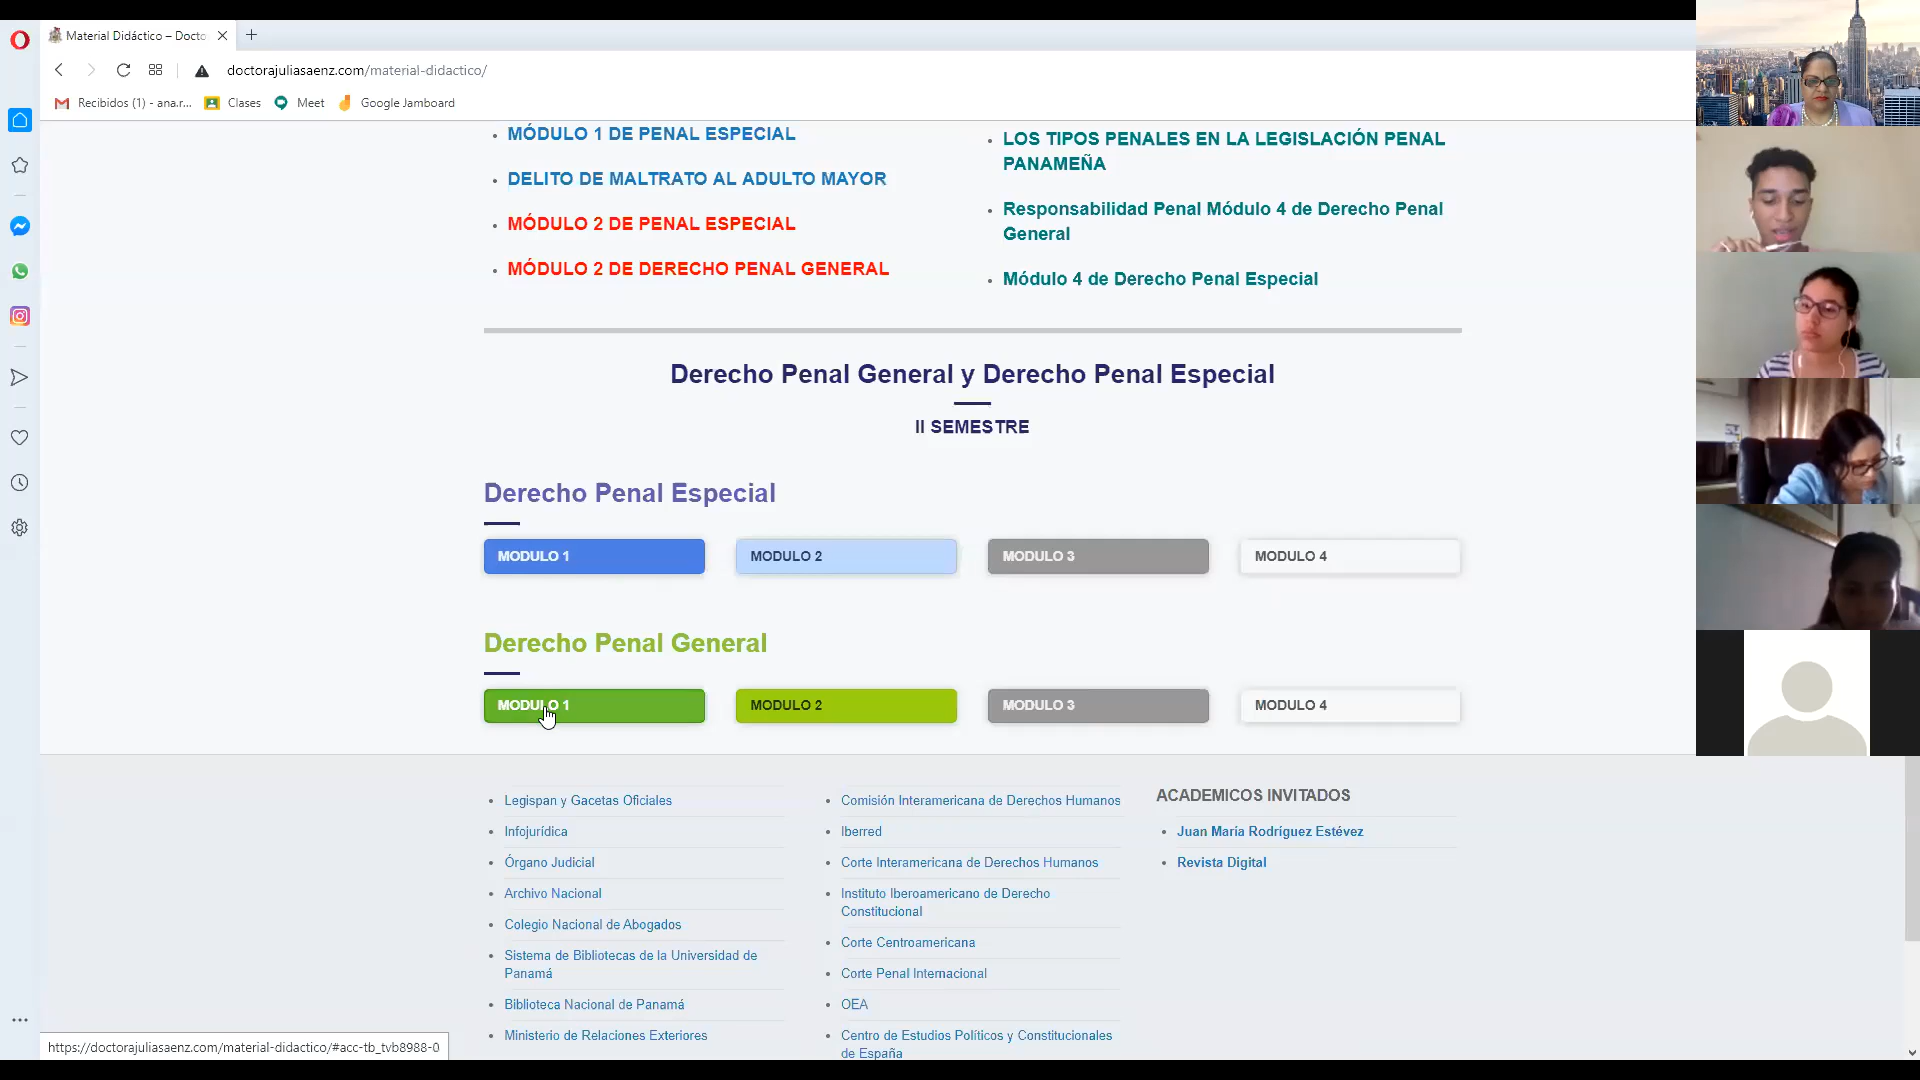 Material Didáctico – Docto
doctorajuliasaenz.com/material-didactico/
Recibidos (1) - ana.r...
Clases
Meet
Google Jamboard
MÓDULO 1 DE PENAL ESPECIAL
DELITO DE MALTRATO AL ADULTO MAYOR
MÓDULO 2 DE PENAL ESPECIAL
MÓDULO 2 DE DERECHO PENAL GENERAL
LOS TIPOS PENALES EN LA LEGISLACIÓN PENAL
PANAMEÑA
Responsabilidad Penal Módulo 4 de Derecho Penal
General
Módulo 4 de Derecho Penal Especial
Derecho Penal General y Derecho Penal Especial
II SEMESTRE
Derecho Penal Especial
MODULO 1
MODULO 2
MODULO 3
MODULO 4
Derecho Penal General
MODULO 1
MODULO 2
MODULO 3
MODULO 4
Legispan y Gacetas Oficiales
Infojurídica
Órgano Judicial
Archivo Nacional
Colegio Nacional de Abogados
Sistema de Bibliotecas de la Universidad de
Panamá
Biblioteca Nacional de Panamá
Ministerio de Relaciones Exteriores
Comisión Interamericana de Derechos Humanos
Iberred
Corte Interamericana de Derechos Humanos
Instituto Iberoamericano de Derecho
Constitucional
Corte Centroamericana
Corte Penal Internacional
OEA
Centro de Estudios Políticos y Constitucionales
de España
ACADEMICOS INVITADOS
Juan María Rodríguez Estévez
Revista Digital
https://doctorajuliasaenz.com/material-didactico/#acc-tb_tvb8988-0